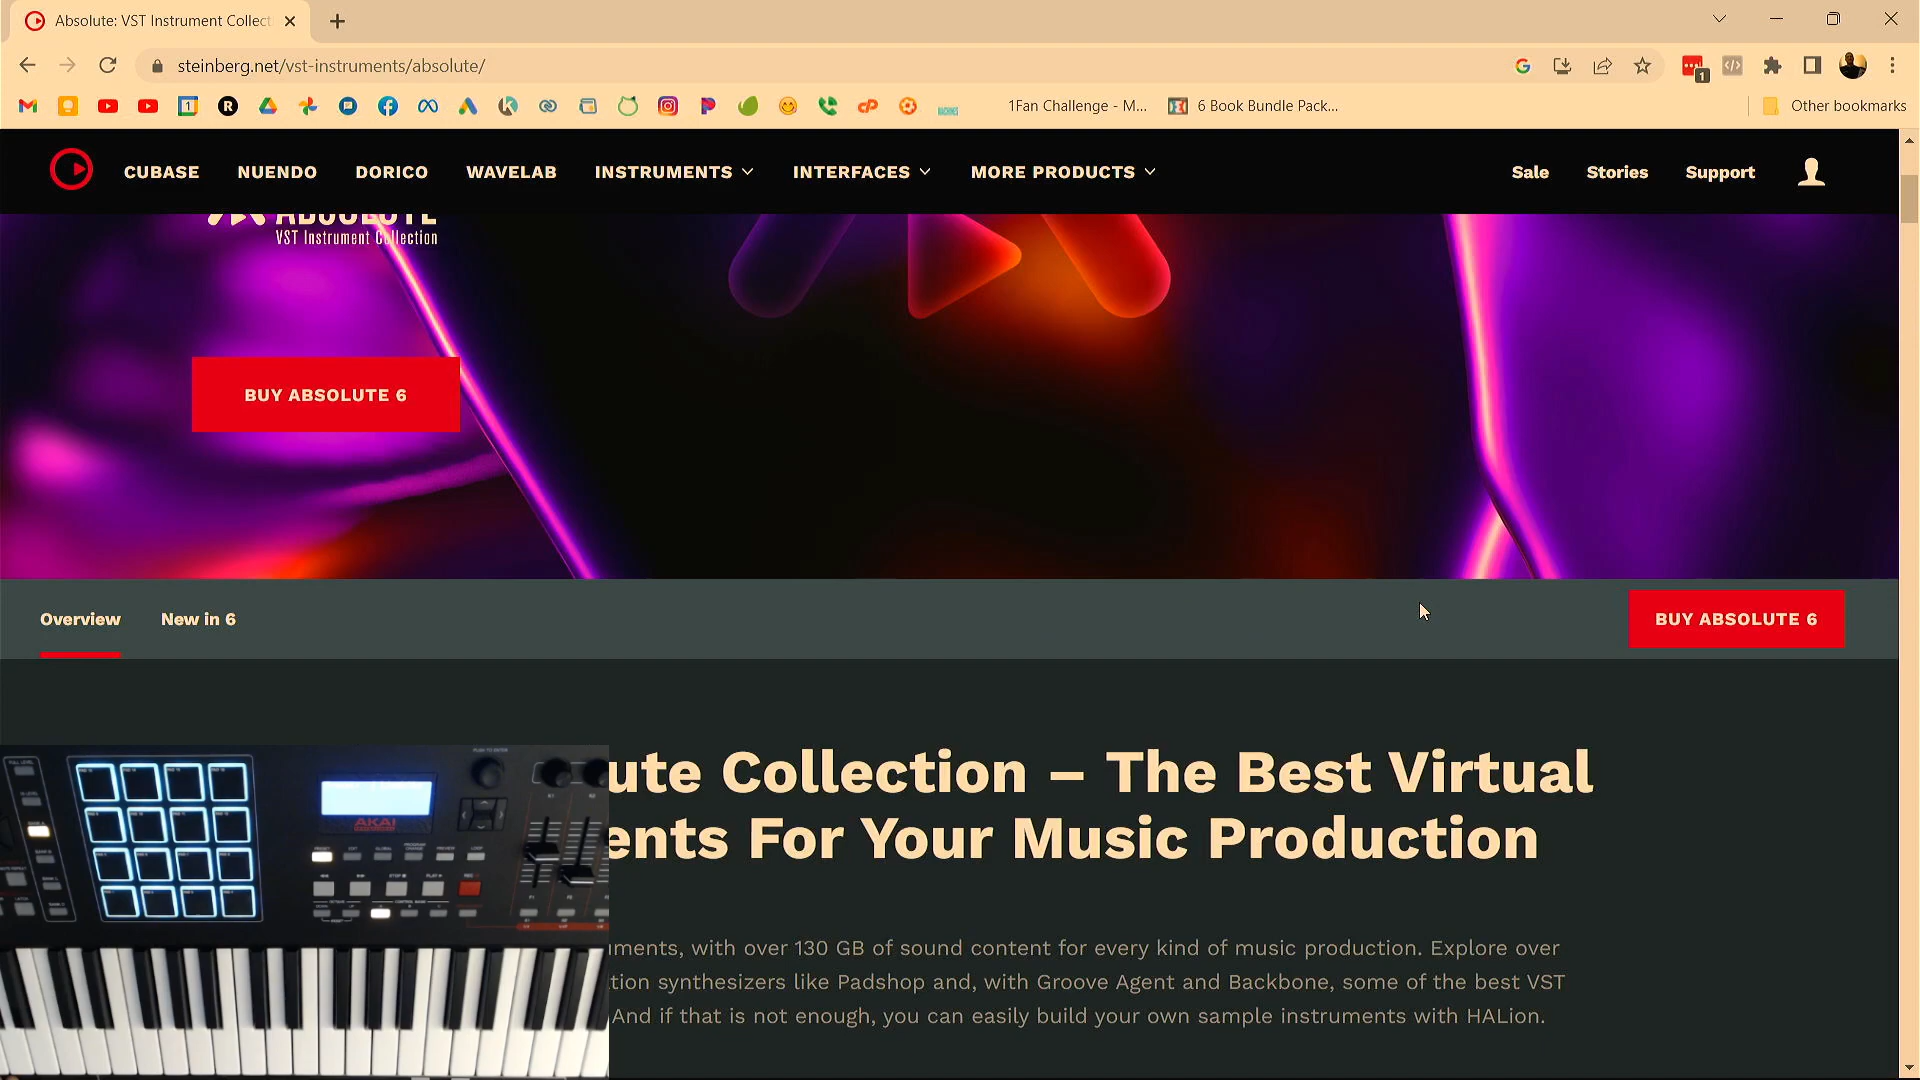 Absolute: VST Instrument Collect
steinberg.net/vst-instruments/absolute/
1
1
1Fan Challenge - M...
6 Book Bundle Pack...
Other bookmarks
CUBASE
NUENDO
DORICO
WAVELAB
INSTRUMENTS
INTERFACES
MORE PRODUCTS
Sale
Stories
Support
ABSOLUTE
VST Instrument Collection
BUY ABSOLUTE 6
Overview
New in 6
BUY ABSOLUTE 6
ute Collection – The Best Virtual
ents For Your Music Production
uments, with over 130 GB of sound content for every kind of music production. Explore over
tion synthesizers like Padshop and, with Groove Agent and Backbone, some of the best VST
And if that is not enough, you can easily build your own sample instruments with HALion.
AKAI